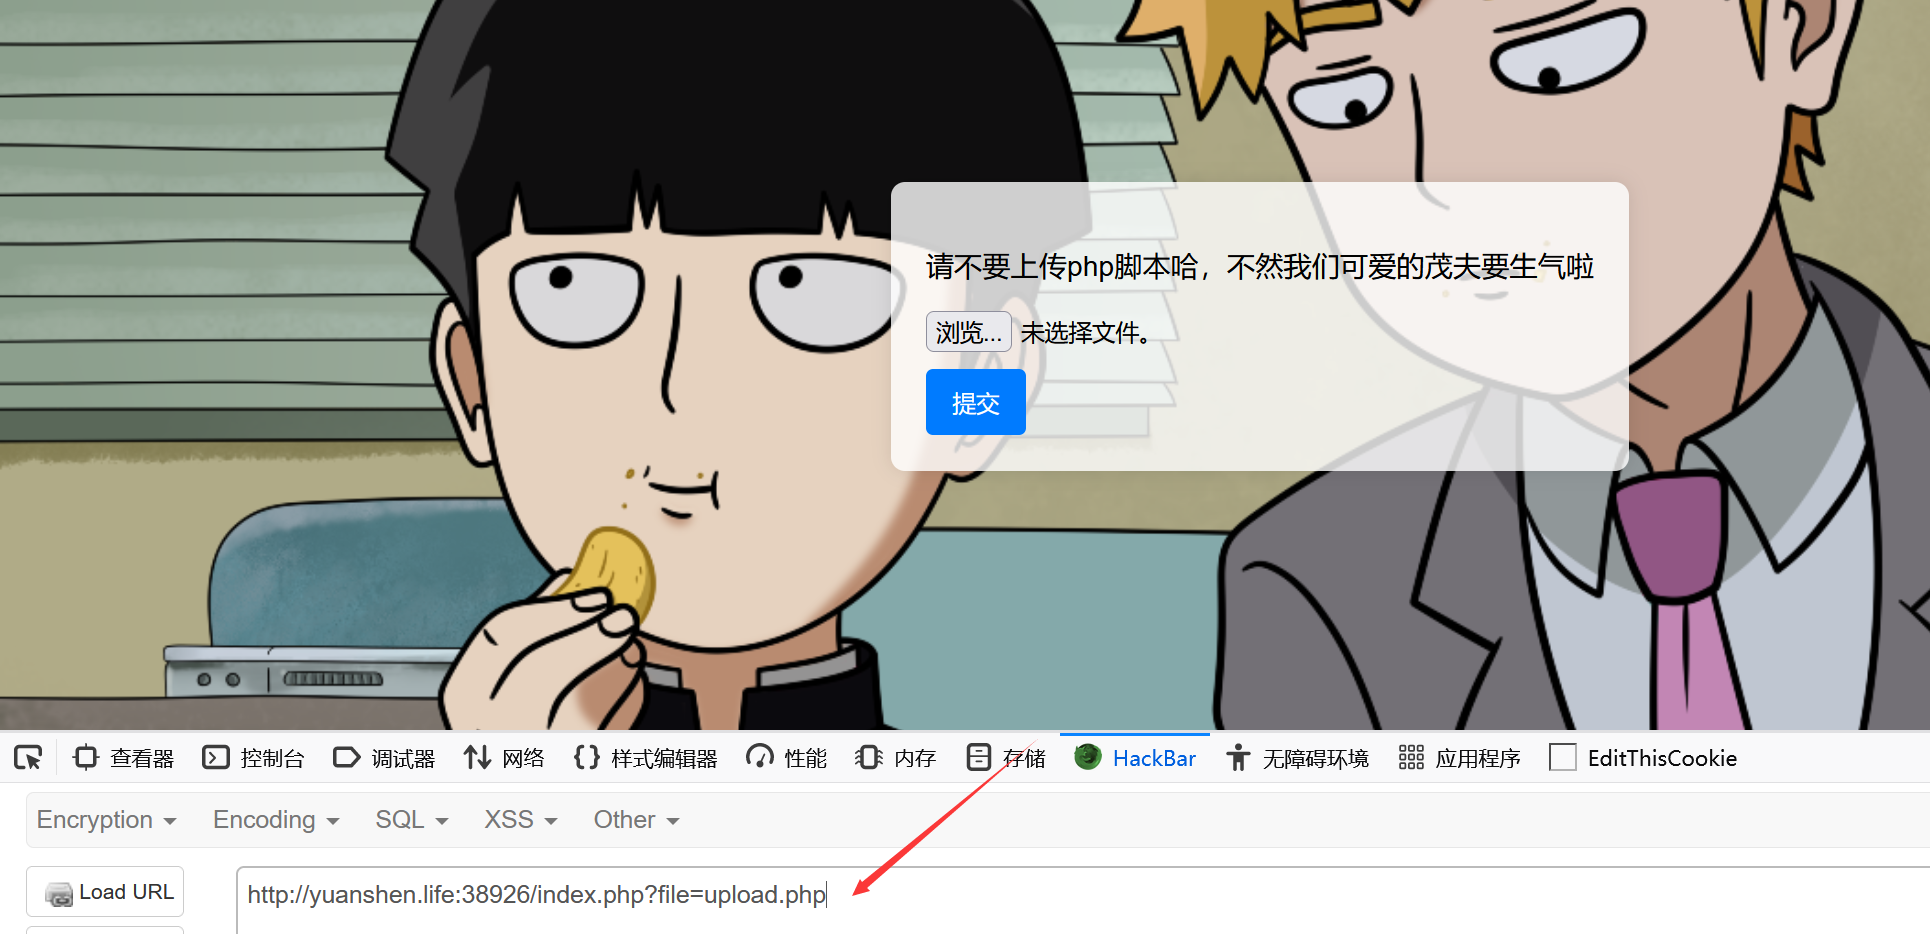 请不要上传php脚本哈，不然我们可爱的茂夫要生气啦
浏览... 未选择文件。
提交
查看器 控制台 调试器 网络 样式编辑器 性能 内存 存储 HackBar 无障碍环境 应用程序 EditThisCookie
Encryption Encoding SQL XSS Other
Load URL http://yuanshen.life:38926/index.php?file=upload.php